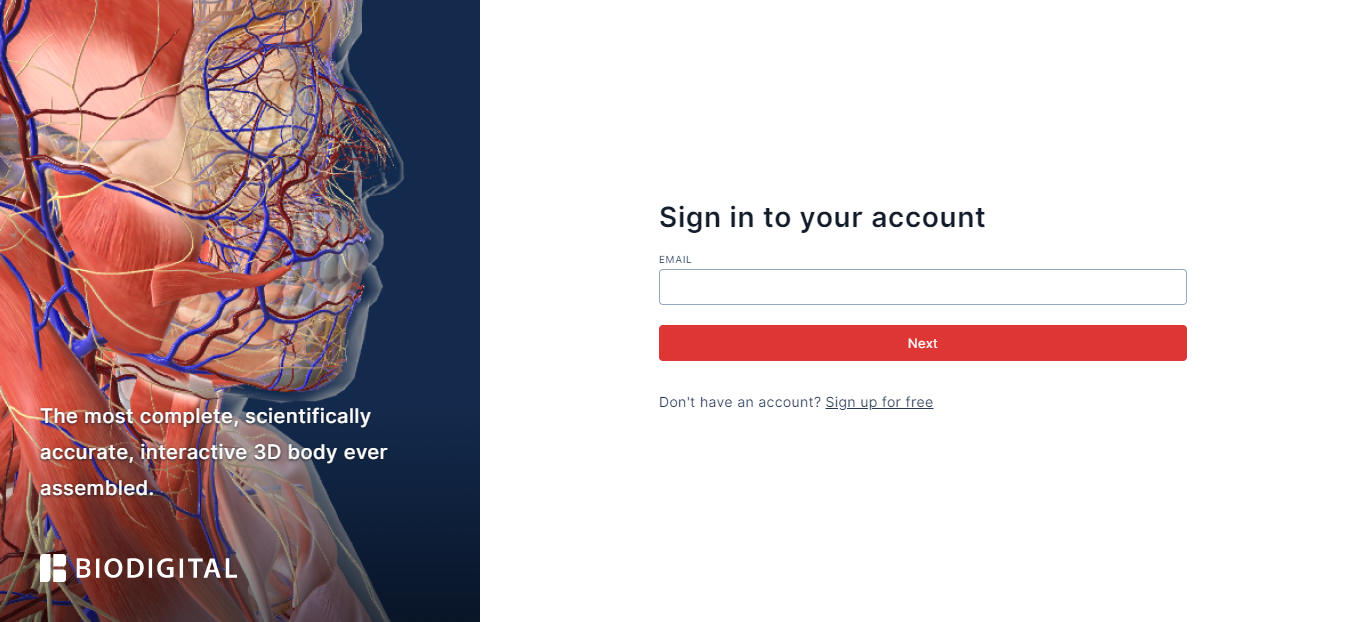 The most complete, scientifically
accurate, interactive 3D body ever
assembled.
BIODIGITAL
Sign in to your account
EMAIL
Next
Don't have an account? Sign up for free